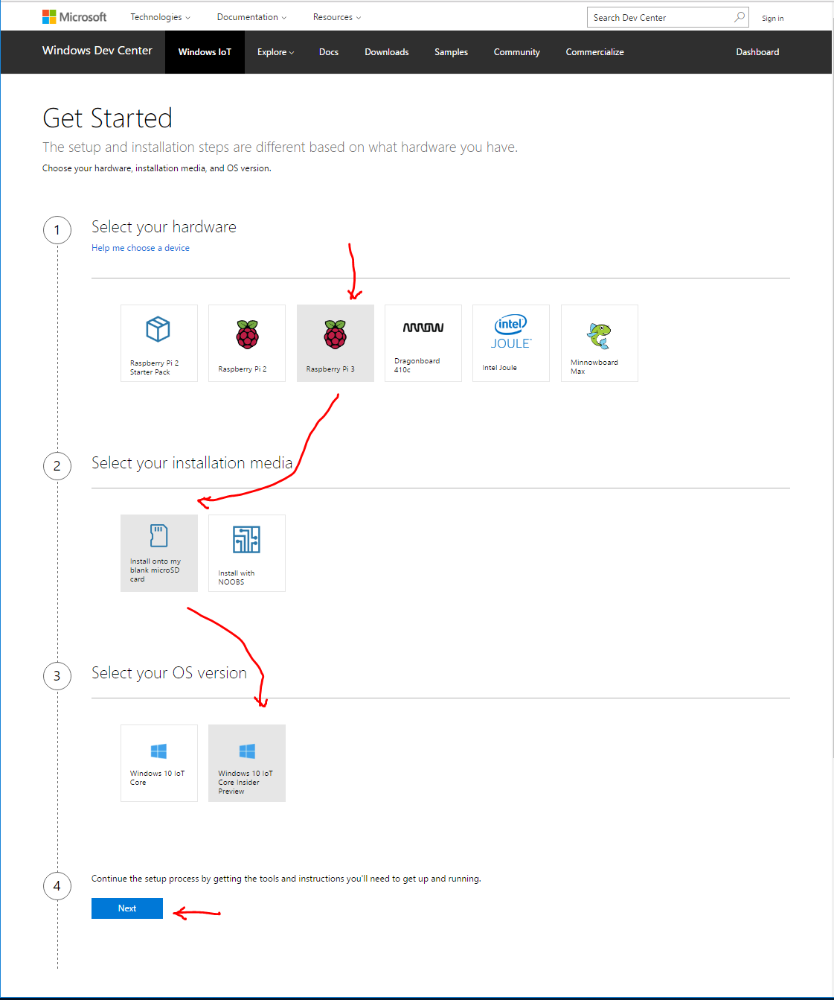 Microsoft Technologies Documentation Resources Search Dev Center Sign in
Windows Dev Center Windows IoT Explore Docs Downloads Samples Community Commercialize Dashboard
Get Started
The setup and installation steps are different based on what hardware you have.
Choose your hardware, installation media, and OS version.
1 Select your hardware
Help me choose a device
Raspberry Pi 2
Starter Pack
Raspberry Pi 2
Raspberry Pi 3
ARROW
Dragonboard
410c
intel
JOULE™
Intel Joule
Minnowboard
Max
2 Select your installation media
Install onto my
blank microSD
card
Install with
NOOBS
3 Select your OS version
Windows 10 IoT
Core
Windows 10 IoT
Core Insider
Preview
4 Continue the setup process by getting the tools and instructions you'll need to get up and running.
Next